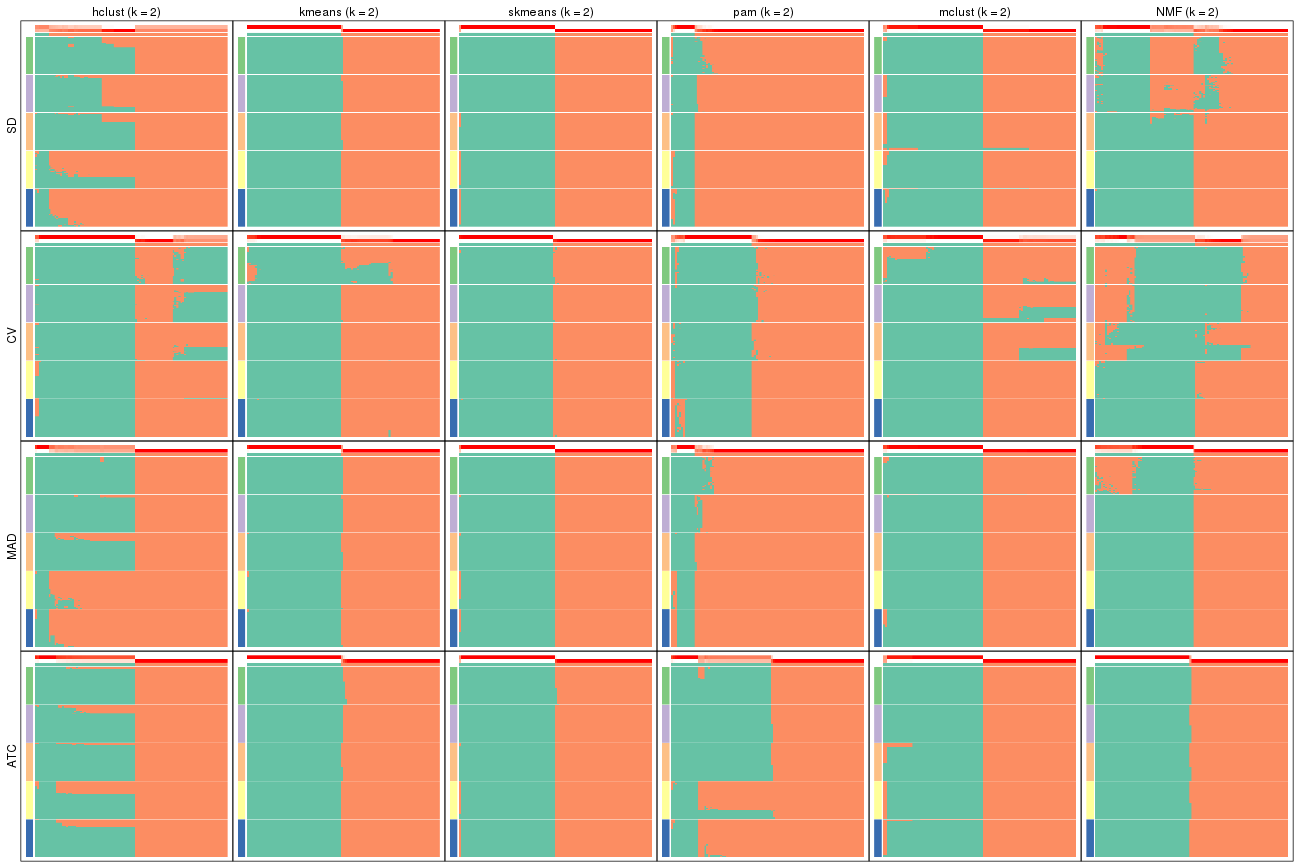 hclust (k = 2)
kmeans (k = 2)
skmeans (k = 2)
pam (k = 2)
mclust (k = 2)
NMF (k = 2)
SD
CV
MAD
ATC